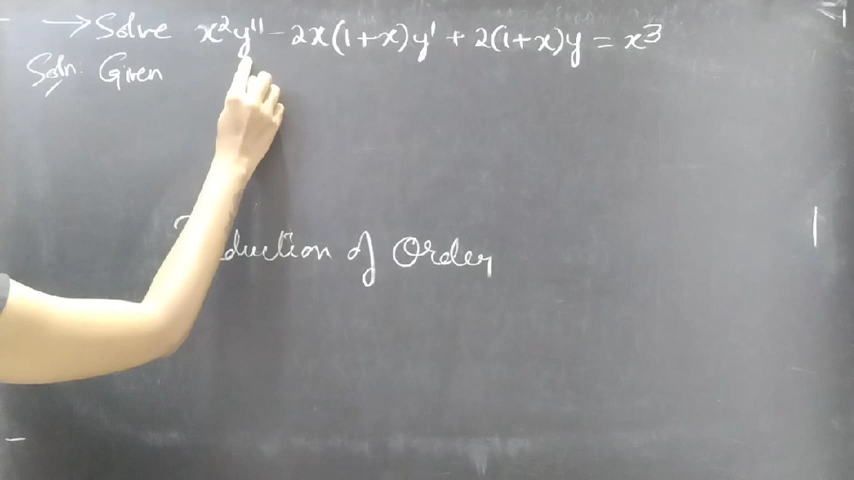 → Solve x²y'' - 2x(1+x)y' + 2(1+x)y = x³
Soln. Given
duction of Order